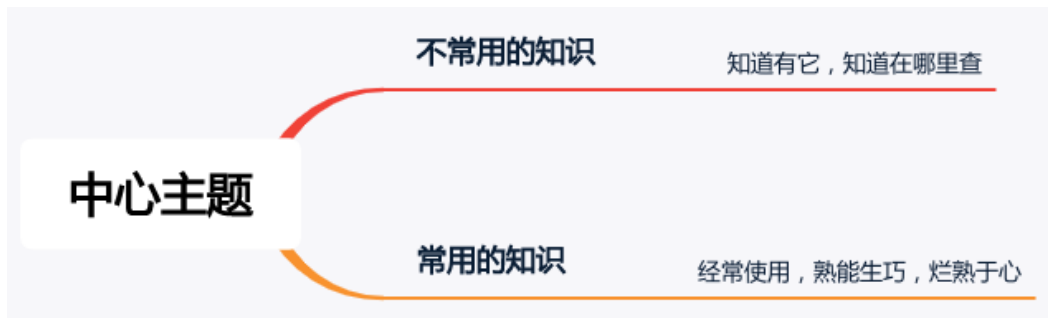 不常用的知识
知道有它，知道在哪里查
中心主题
常用的知识
经常使用，熟能生巧，烂熟于心